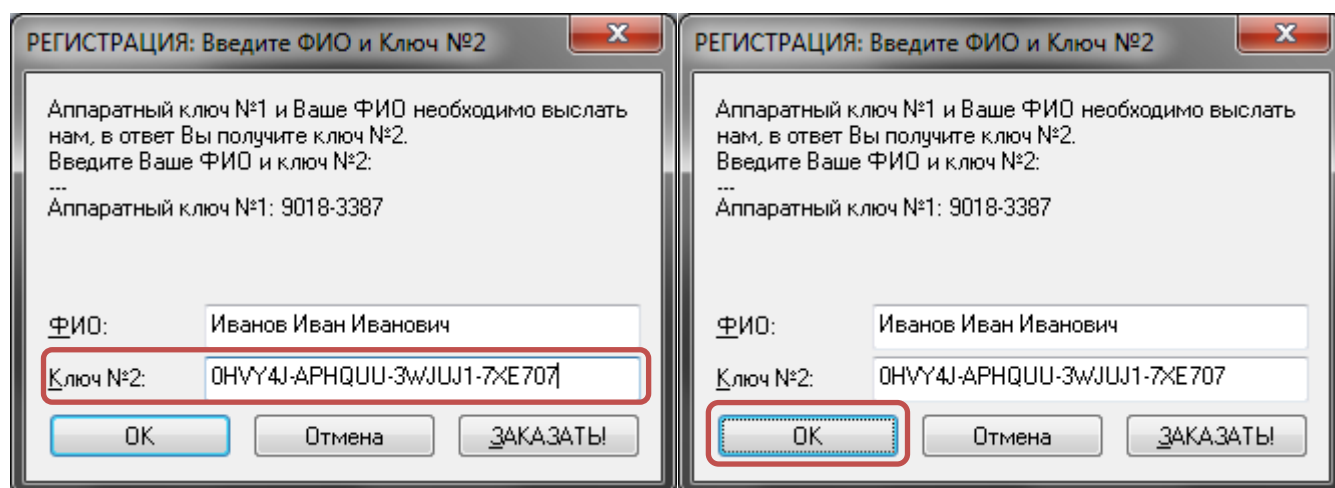 РЕГИСТРАЦИЯ: Введите ФИО и Ключ №2
Аппаратный ключ №1 и Ваше ФИО необходимо выслать
нам, в ответ Вы получите ключ №2.
Введите Ваше ФИО и ключ №2:
---
Аппаратный ключ №1: 9018-3387
ФИО: Иванов Иван Иванович
Ключ №2: 0HVY4J-APHQUU-3WJUJ1-7XE707
OK Отмена ЗАКАЗАТЬ!
РЕГИСТРАЦИЯ: Введите ФИО и Ключ №2
Аппаратный ключ №1 и Ваше ФИО необходимо выслать
нам, в ответ Вы получите ключ №2.
Введите Ваше ФИО и ключ №2:
---
Аппаратный ключ №1: 9018-3387
ФИО: Иванов Иван Иванович
Ключ №2: 0HVY4J-APHQUU-3WJUJ1-7XE707
OK Отмена ЗАКАЗАТЬ!